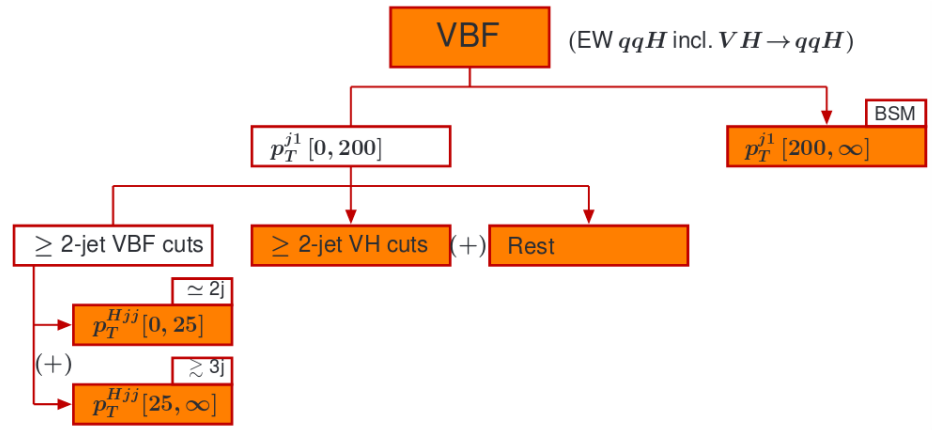 VBF (EW qqH incl. VH → qqH)
BSM
p_T^{j1} [0, 200]
p_T^{j1} [200, ∞]
≥ 2-jet VBF cuts
≥ 2-jet VH cuts
(+)
Rest
≃ 2j
p_T^{Hjj} [0, 25]
(+)
≳ 3j
p_T^{Hjj} [25, ∞]